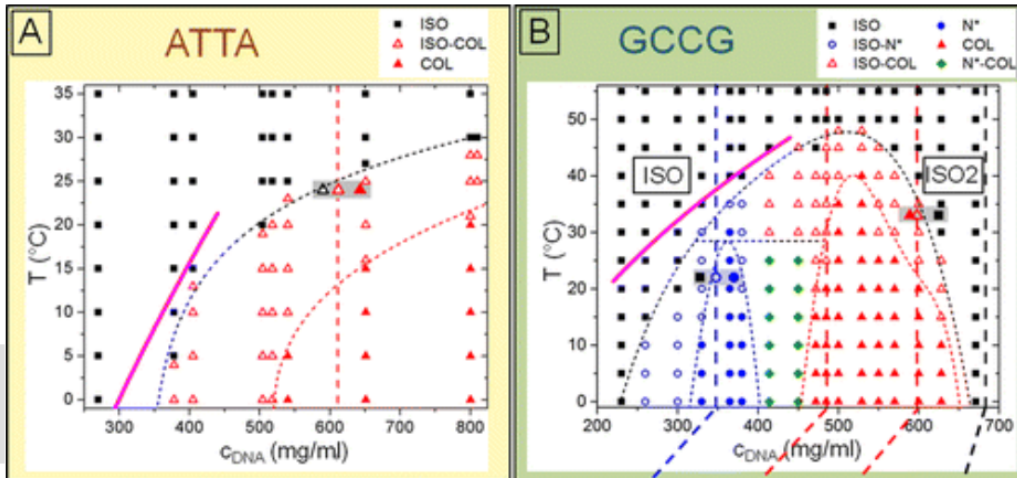 A
ATTA
ISO
ISO-COL
COL
35
30
25
20
15
10
5
0
T (°C)
300 400 500 600 700 800
cDNA (mg/ml)
B
GCCG
ISO N*
ISO-N* COL
ISO-COL N*-COL
50
40
30
20
10
0
T (°C)
ISO
ISO2
200 300 400 500 600 700
cDNA (mg/ml)